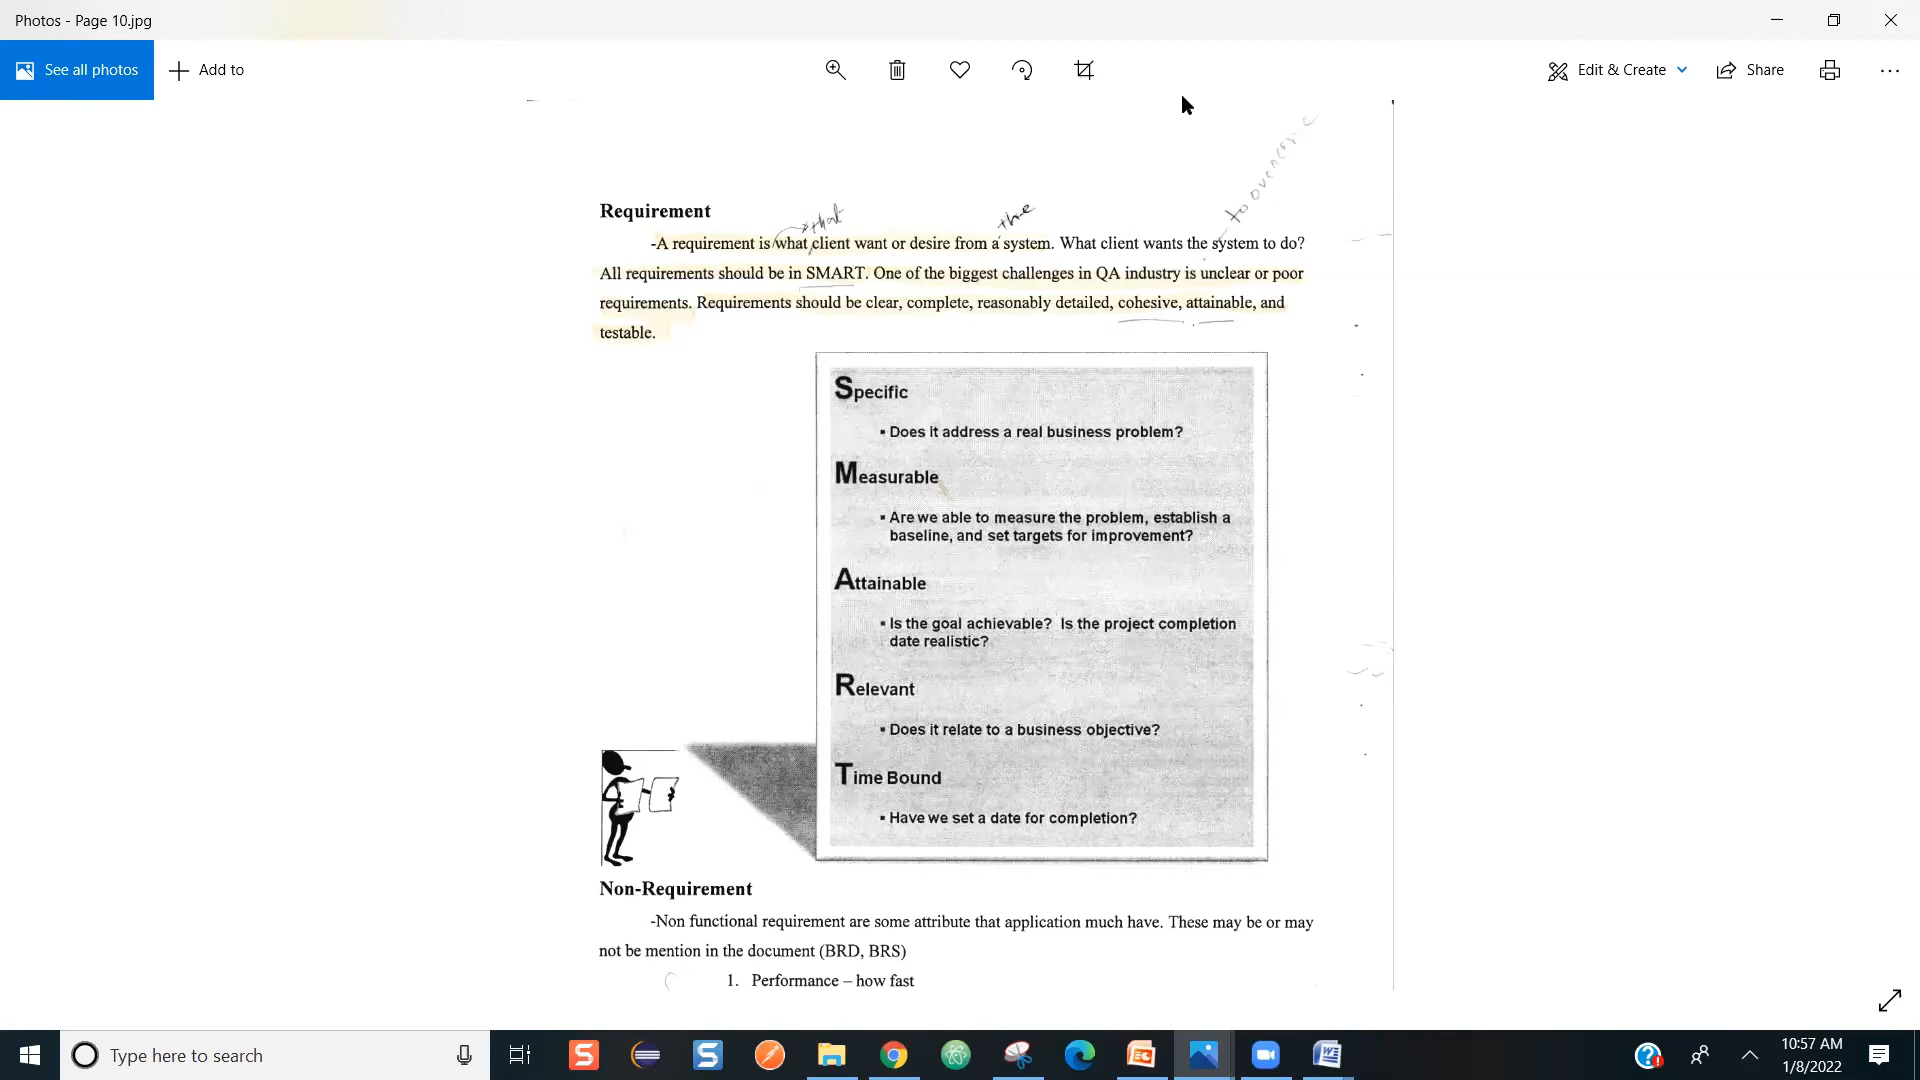 Photos - Page 10.jpg
See all photos
Add to
Edit & Create
Share
to overcome
Requirement
that
the
-A requirement is what client want or desire from a system. What client wants the system to do?
All requirements should be in SMART. One of the biggest challenges in QA industry is unclear or poor
requirements. Requirements should be clear, complete, reasonably detailed, cohesive, attainable, and
testable.
Specific
▪ Does it address a real business problem?
Measurable
▪ Are we able to measure the problem, establish a
baseline, and set targets for improvement?
Attainable
▪ Is the goal achievable? Is the project completion
date realistic?
Relevant
▪ Does it relate to a business objective?
Time Bound
▪ Have we set a date for completion?
Non-Requirement
-Non functional requirement are some attribute that application much have. These may be or may
not be mention in the document (BRD, BRS)
1. Performance – how fast
Type here to search
10:57 AM
1/8/2022